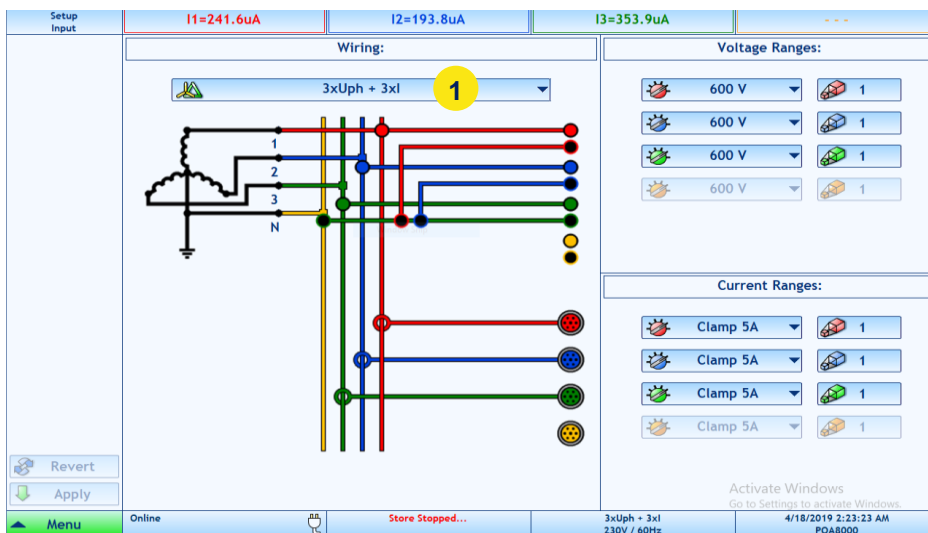 Setup
Input
I1=241.6uA
I2=193.8uA
I3=353.9uA
- - -
Wiring:
3xUph + 3xI
1
1
2
3
N
Voltage Ranges:
600 V 1
600 V 1
600 V 1
600 V 1
Current Ranges:
Clamp 5A 1
Clamp 5A 1
Clamp 5A 1
Clamp 5A 1
Revert
Apply
Activate Windows
Go to Settings to activate Windows.
Menu
Online
Store Stopped...
3xUph + 3xI
230V / 60Hz
4/18/2019 2:23:23 AM
PQA8000